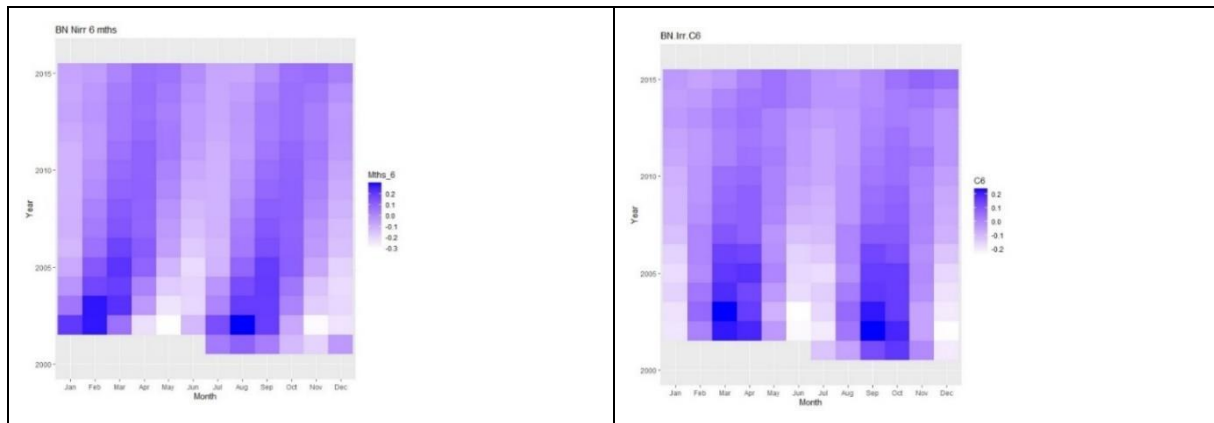 BN Nirr 6 mths
2015
2010
2005
2000
Year
Jan Feb Mar Apr May Jun Jul Aug Sep Oct Nov Dec
Month
Mths_6
0.2
0.1
0.0
-0.1
-0.2
-0.3
BN.Irr.C6
2015
2010
2005
2000
Year
Jan Feb Mar Apr May Jun Jul Aug Sep Oct Nov Dec
Month
C6
0.2
0.1
0.0
-0.1
-0.2